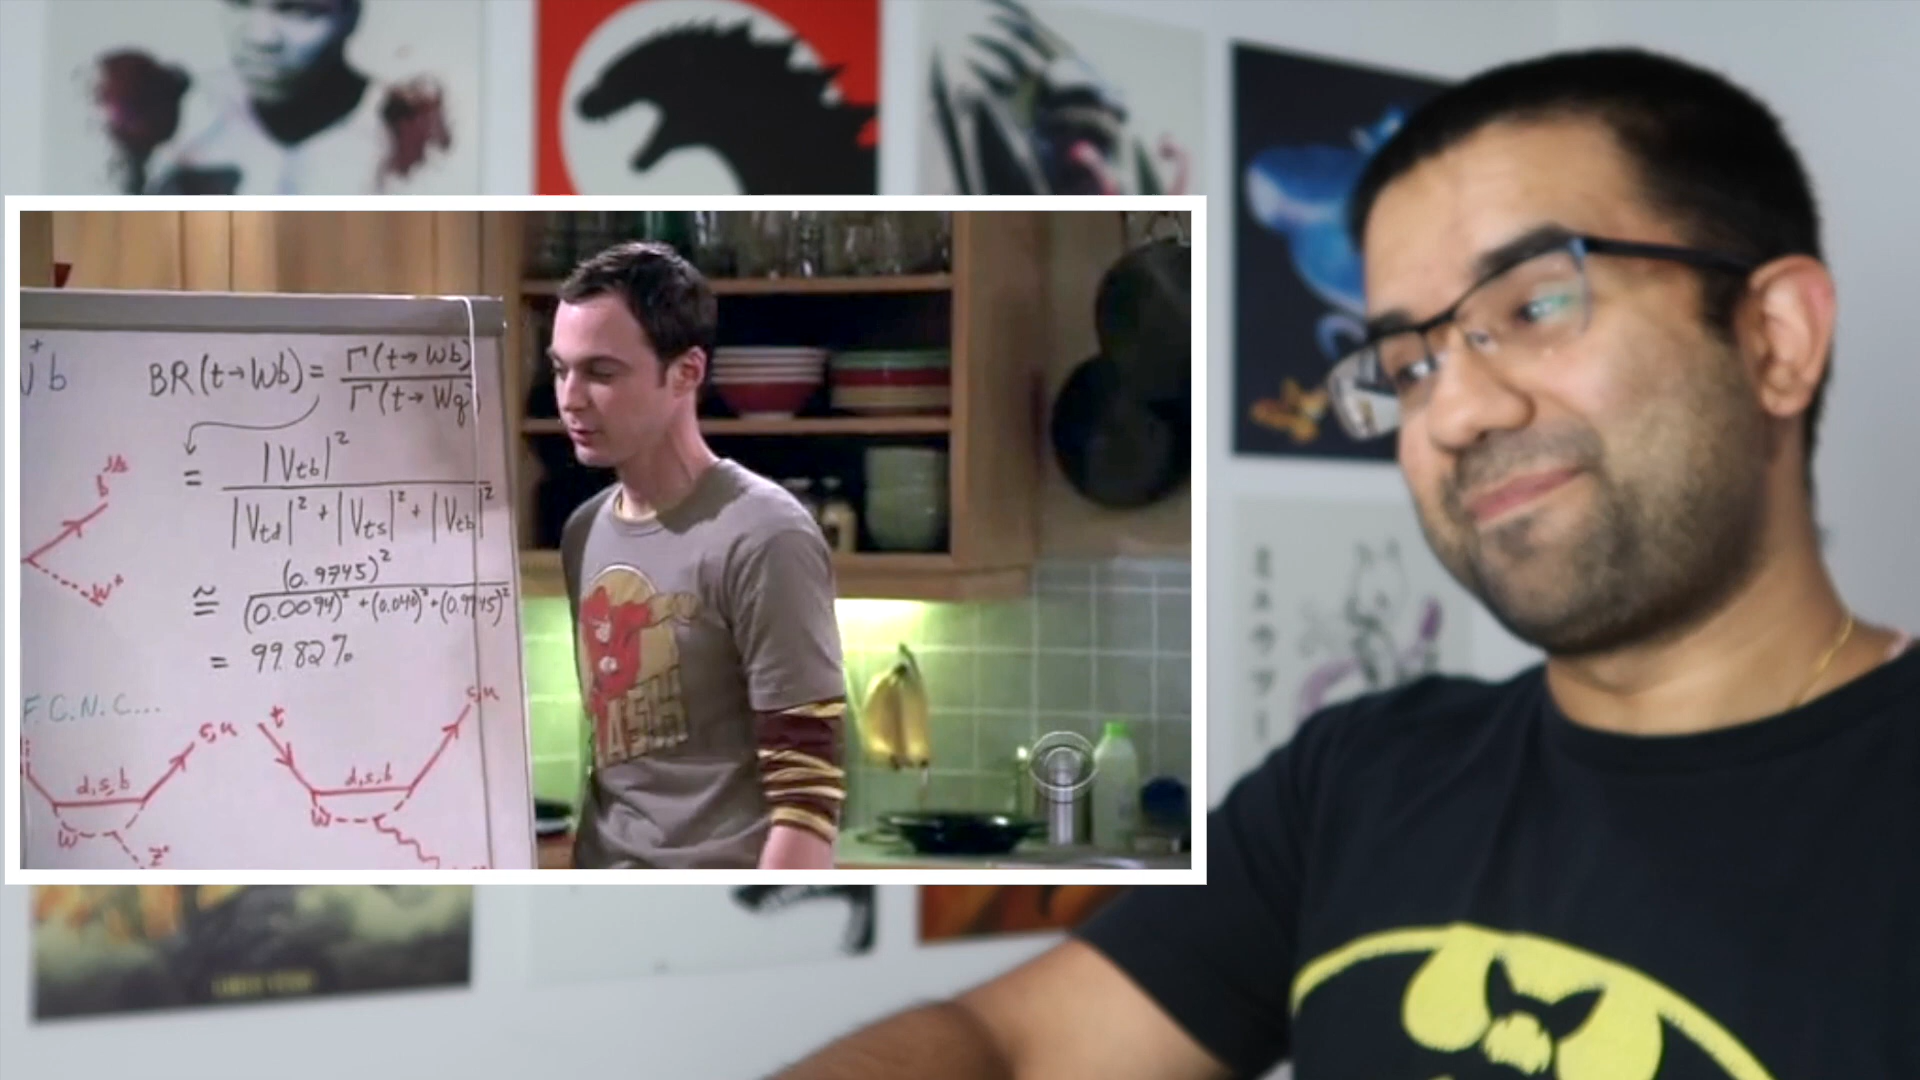 b
BR(t→Wb) = Γ(t→Wb) / Γ(t→Wq)
= |Vtb|² / |Vtd|² + |Vts|² + |Vtb|²
b
W⁺
≅ (0.9745)² / (0.0094)² + (0.040)² + (0.9745)²
= 99.82%
F.C.N.C...
t
d,s,b
d,s,b
W
W
Z°